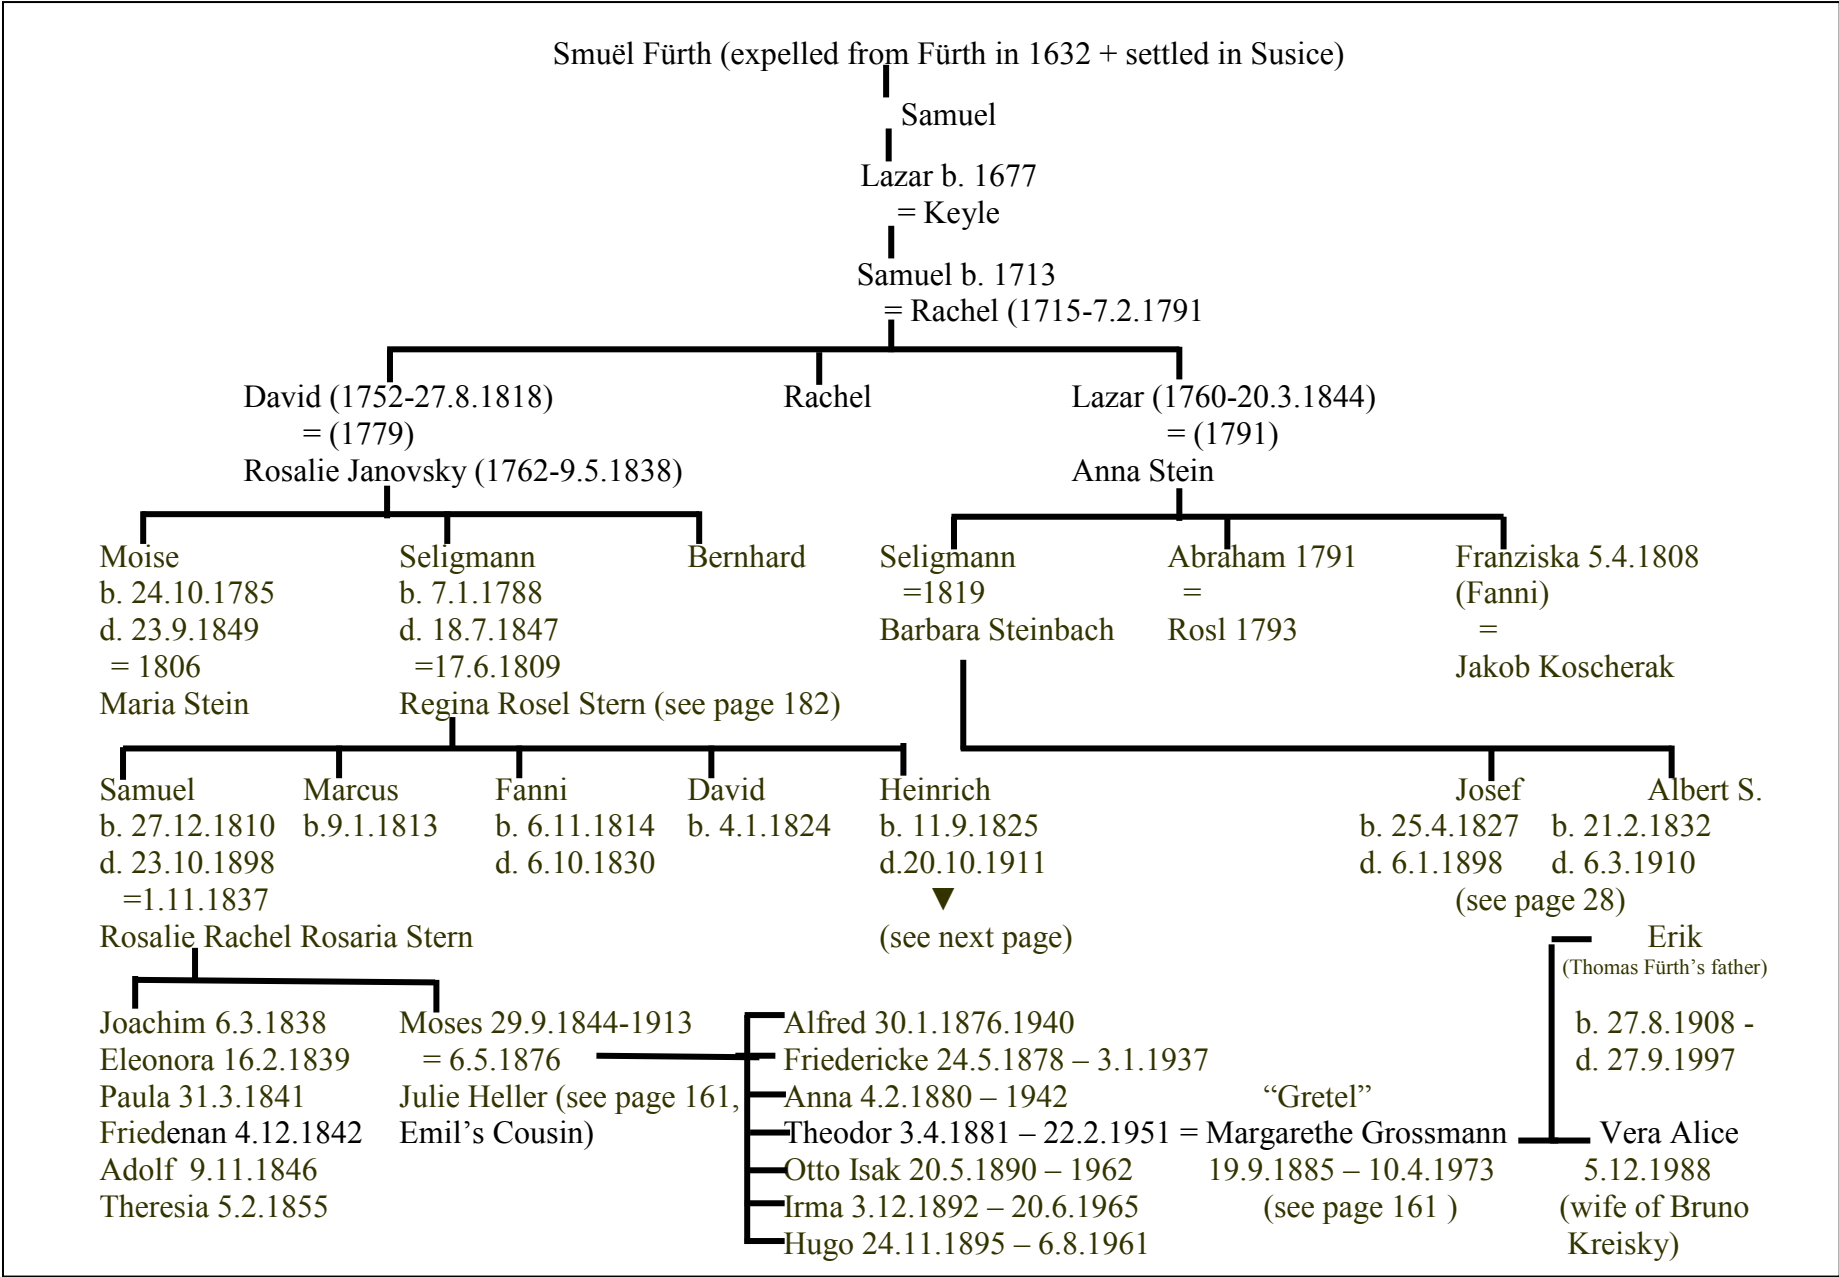 Smuël Fürth (expelled from Fürth in 1632 + settled in Susice)
Samuel
Lazar b. 1677
= Keyle
Samuel b. 1713
= Rachel (1715-7.2.1791
David (1752-27.8.1818)
= (1779)
Rosalie Janovsky (1762-9.5.1838)
Rachel
Lazar (1760-20.3.1844)
= (1791)
Anna Stein
Moise
b. 24.10.1785
d. 23.9.1849
= 1806
Maria Stein
Seligmann
b. 7.1.1788
d. 18.7.1847
=17.6.1809
Regina Rosel Stern (see page 182)
Bernhard
Seligmann
=1819
Barbara Steinbach
Abraham 1791
=
Rosl 1793
Franziska 5.4.1808
(Fanni)
=
Jakob Koscherak
Samuel
b. 27.12.1810
d. 23.10.1898
=1.11.1837
Rosalie Rachel Rosaria Stern
Marcus
b.9.1.1813
Fanni
b. 6.11.1814
d. 6.10.1830
David
b. 4.1.1824
Heinrich
b. 11.9.1825
d.20.10.1911
▼
(see next page)
Josef
b. 25.4.1827
d. 6.1.1898
Albert S.
b. 21.2.1832
d. 6.3.1910
(see page 28)
Joachim 6.3.1838
Eleonora 16.2.1839
Paula 31.3.1841
Friedenan 4.12.1842
Adolf 9.11.1846
Theresia 5.2.1855
Moses 29.9.1844-1913
= 6.5.1876
Julie Heller (see page 161,
Emil’s Cousin)
Alfred 30.1.1876.1940
Friedericke 24.5.1878 – 3.1.1937
Anna 4.2.1880 – 1942
Theodor 3.4.1881 – 22.2.1951 = Margarethe Grossmann
Otto Isak 20.5.1890 – 1962
Irma 3.12.1892 – 20.6.1965
Hugo 24.11.1895 – 6.8.1961
“Gretel”
19.9.1885 – 10.4.1973
(see page 161 )
Erik
(Thomas Fürth’s father)
b. 27.8.1908 -
d. 27.9.1997
Vera Alice
5.12.1988
(wife of Bruno
Kreisky)